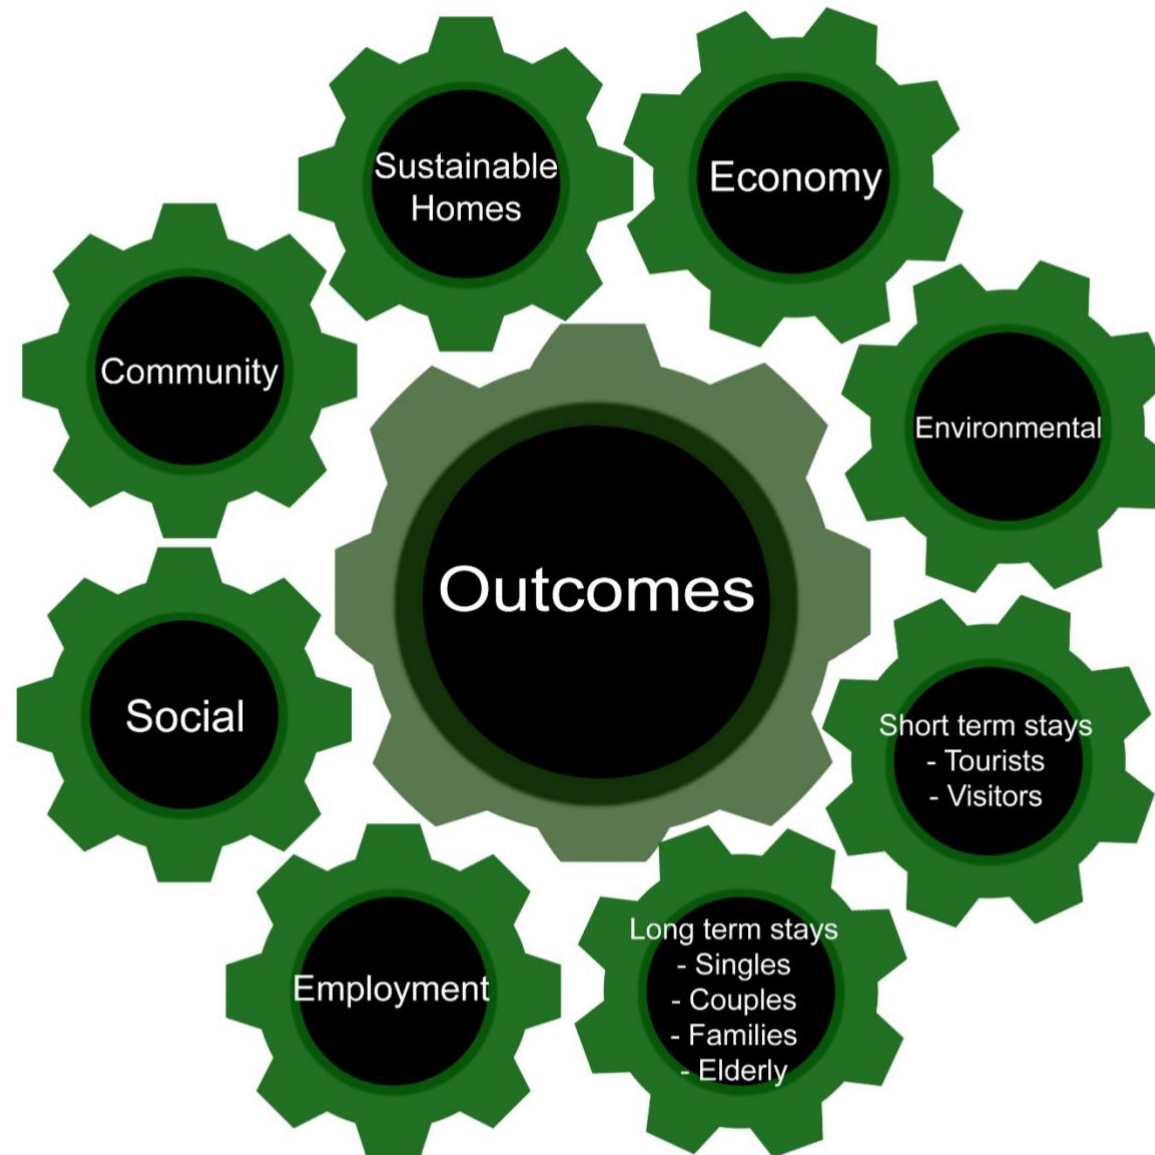 Sustainable
Homes
Economy
Community
Environmental
Outcomes
Social
Short term stays
- Tourists
- Visitors
Employment
Long term stays
- Singles
- Couples
- Families
- Elderly